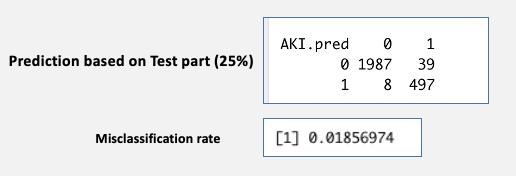 AKI.pred 0 1
Prediction based on Test part (25%)
0 1987 39
1 8 497
Misclassification rate
[1] 0.01856974